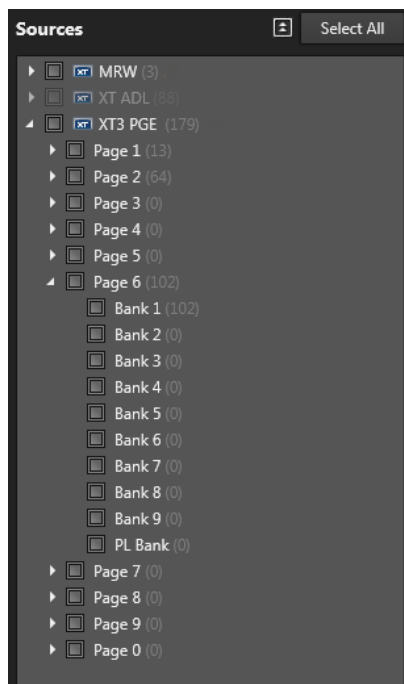 Sources Select All
XT MRW (3)
XT XT ADL (88)
XT XT3 PGE (179)
Page 1 (13)
Page 2 (64)
Page 3 (0)
Page 4 (0)
Page 5 (0)
Page 6 (102)
Bank 1 (102)
Bank 2 (0)
Bank 3 (0)
Bank 4 (0)
Bank 5 (0)
Bank 6 (0)
Bank 7 (0)
Bank 8 (0)
Bank 9 (0)
PL Bank (0)
Page 7 (0)
Page 8 (0)
Page 9 (0)
Page 0 (0)